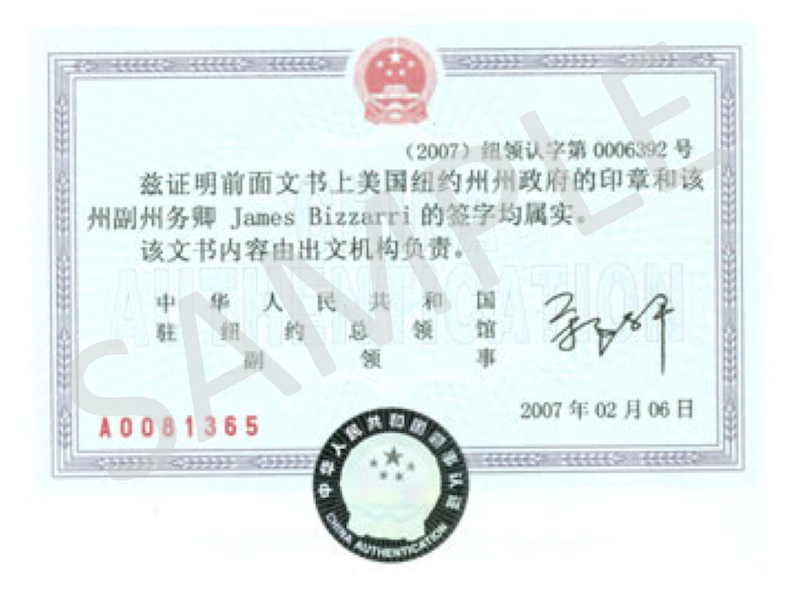 （2007）纽领认字第 0006392 号
兹证明前面文书上美国纽约州州政府的印章和该
州副州务卿 James Bizzarri 的签字均属实。
该文书内容由出文机构负责。
中华人民共和国
驻纽约总领馆
副领事
2007 年 02 月 06 日
A0081365
中华人民共和国领事认证
CHINA AUTHENTICATION
AUTHENTICATION
SAMPLE